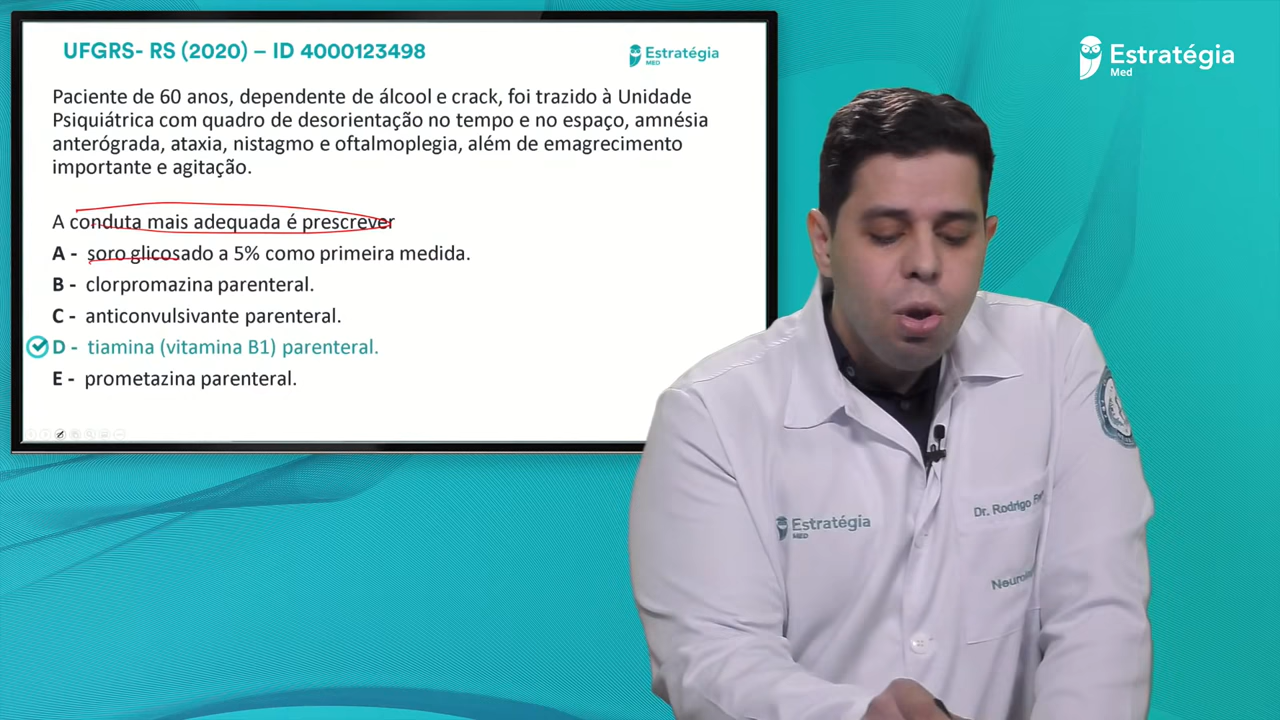 UFGRS- RS (2020) – ID 4000123498
Estratégia
MED
Estratégia
Med
Paciente de 60 anos, dependente de álcool e crack, foi trazido à Unidade
Psiquiátrica com quadro de desorientação no tempo e no espaço, amnésia
anterógrada, ataxia, nistagmo e oftalmoplegia, além de emagrecimento
importante e agitação.
A conduta mais adequada é prescrever
A - soro glicosado a 5% como primeira medida.
B - clorpromazina parenteral.
C - anticonvulsivante parenteral.
D - tiamina (vitamina B1) parenteral.
E - prometazina parenteral.
Estratégia
MED
Dr. Rodrigo